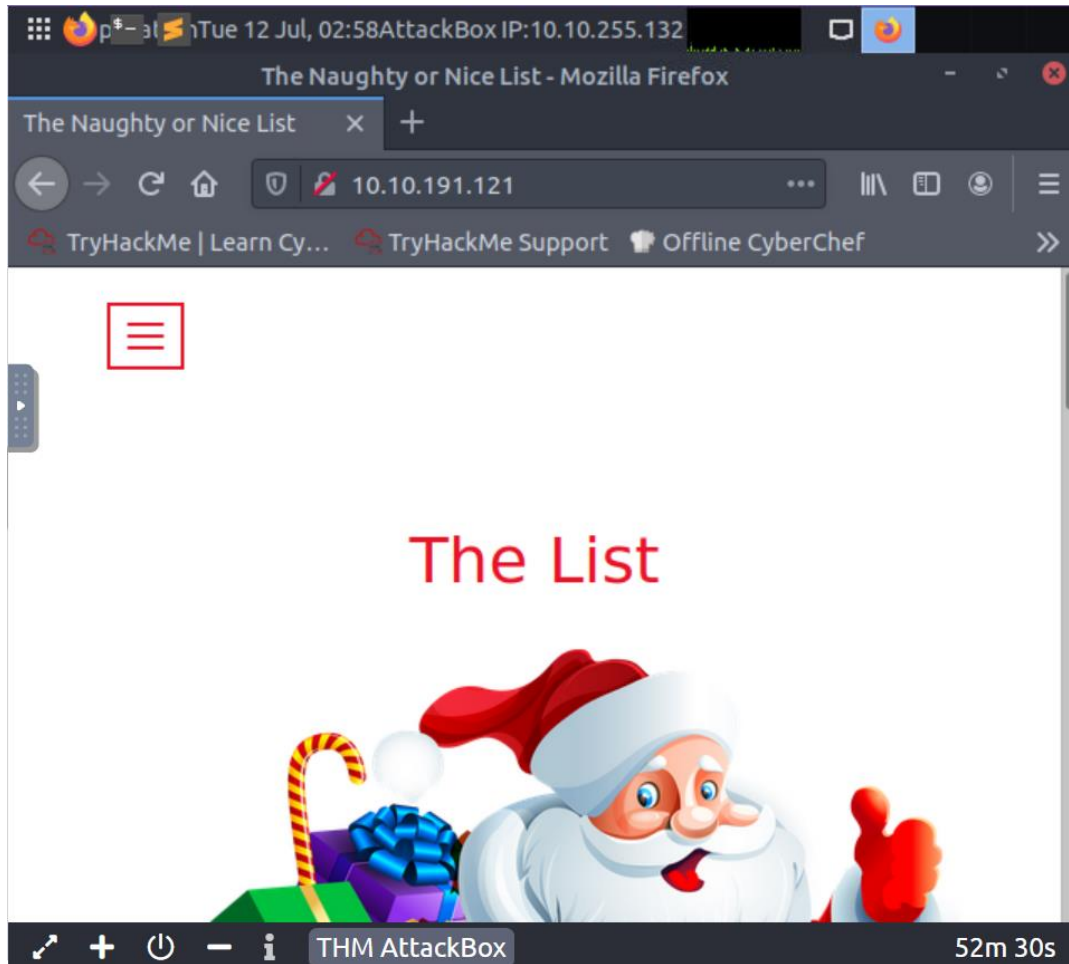 Tue 12 Jul, 02:58AttackBox IP:10.10.255.132
The Naughty or Nice List - Mozilla Firefox
The Naughty or Nice List
10.10.191.121
TryHackMe | Learn Cy... TryHackMe Support Offline CyberChef
The List
THM AttackBox 52m 30s